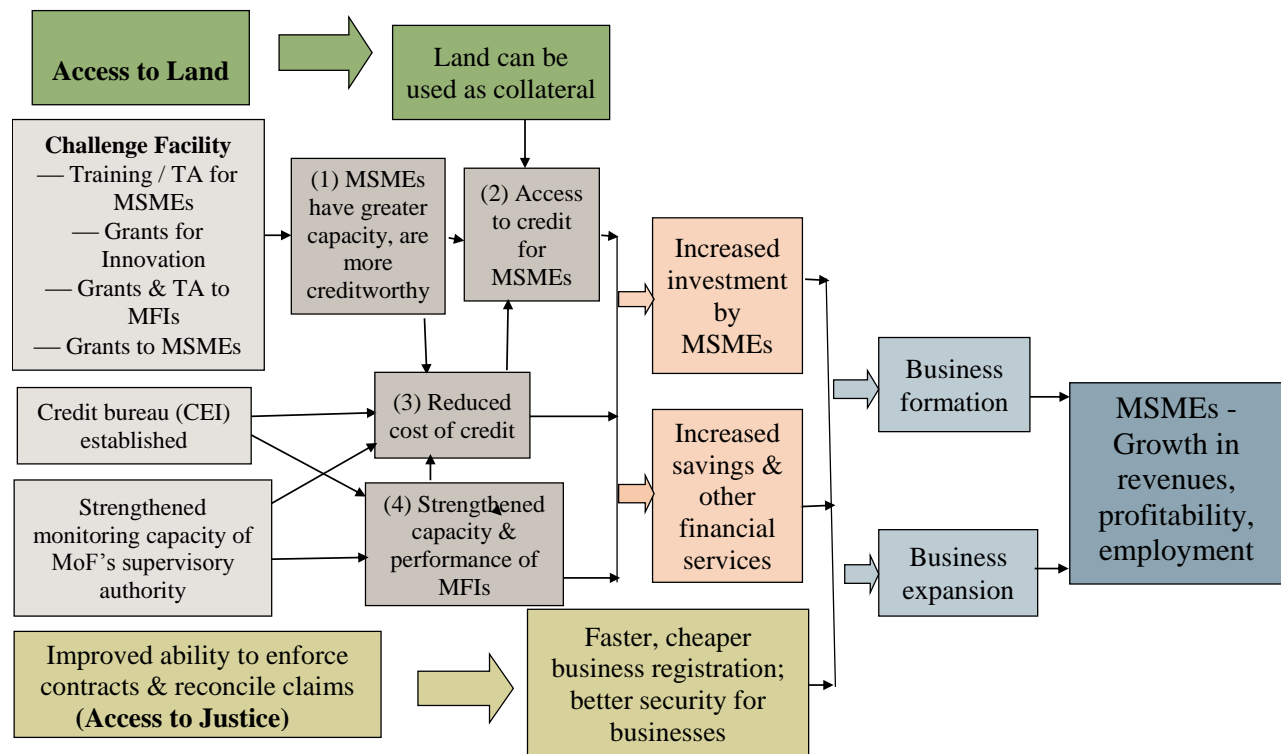 Access to Land
Land can be
used as collateral
Challenge Facility
— Training / TA for
MSMEs
— Grants for
Innovation
— Grants & TA to
MFIs
— Grants to MSMEs
(1) MSMEs
have greater
capacity, are
more
creditworthy
(2) Access
to credit
for
MSMEs
Increased
investment
by
MSMEs
Credit bureau (CEI)
established
(3) Reduced
cost of credit
Increased
savings &
other
financial
services
Business
formation
MSMEs -
Growth in
revenues,
profitability,
employment
Strengthened
monitoring capacity of
MoF’s supervisory
authority
(4) Strengthened
capacity &
performance of
MFIs
Business
expansion
Improved ability to enforce
contracts & reconcile claims
(Access to Justice)
Faster, cheaper
business registration;
better security for
businesses